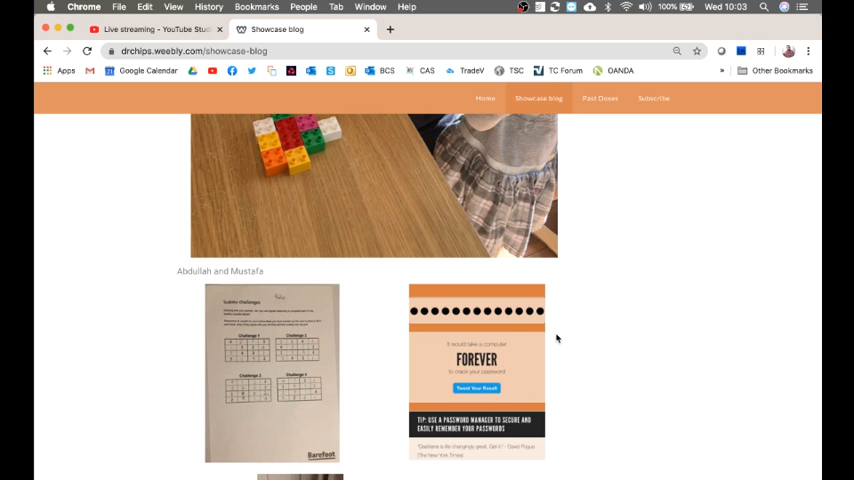 Chrome File Edit View History Bookmarks People Tab Window Help 100% Wed 10:03
Live streaming - YouTube Stud
Showcase blog
drchips.weebly.com/showcase-blog
Apps Google Calendar BCS CAS TradeV TSC TC Forum OANDA » Other Bookmarks
Home Showcase blog Past Doses Subscribe
Abdullah and Mustafa
Sudoku Challenges
Challenge 1 Challenge 2
Challenge 3 Challenge 4
Barefoot
It would take a computer
FOREVER
to crack your password
Tweet Your Result
TIP: USE A PASSWORD MANAGER TO SECURE AND
EASILY REMEMBER YOUR PASSWORDS
"Dashlane is life-changingly great. Get it." - David Pogue
(The New York Times)